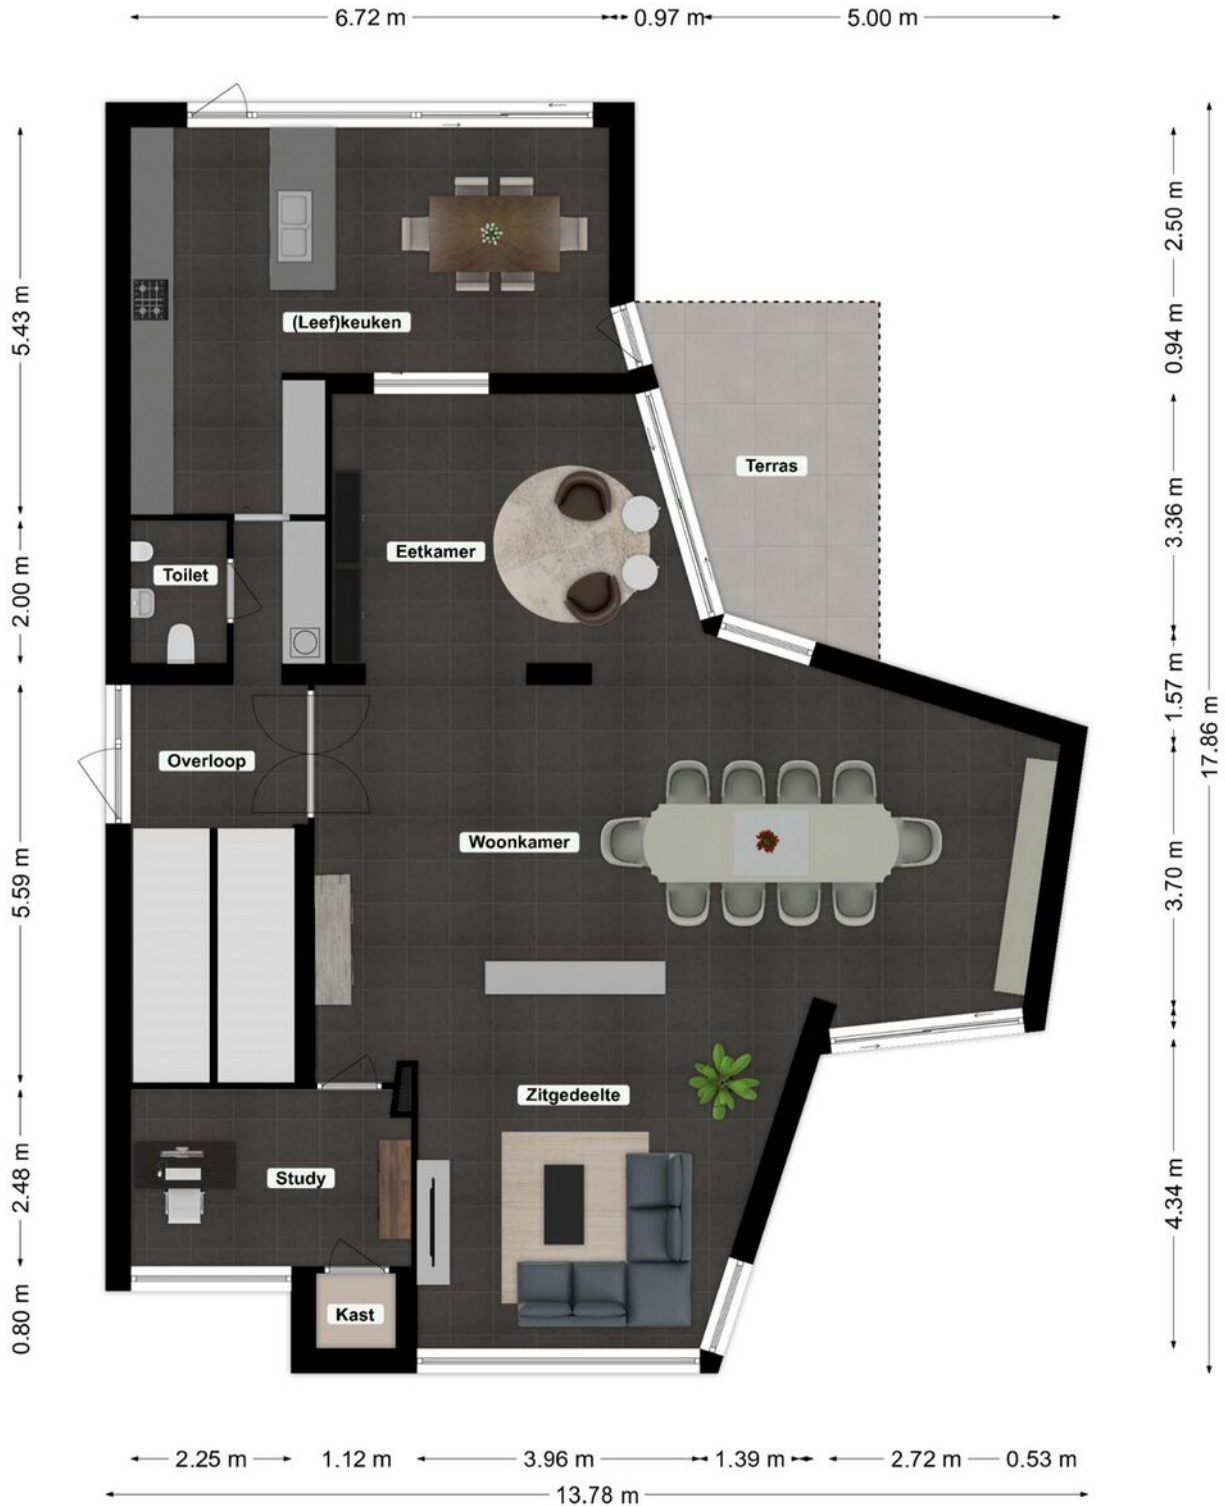 6.72 m
0.97 m
5.00 m
2.50 m
5.43 m
(Leef)keuken
0.94 m
Terras
3.36 m
Eetkamer
Toilet
2.00 m
1.57 m
17.86 m
Overloop
Woonkamer
5.59 m
3.70 m
Zitgedeelte
Study
2.48 m
4.34 m
0.80 m
Kast
2.25 m
1.12 m
3.96 m
1.39 m
2.72 m
0.53 m
13.78 m